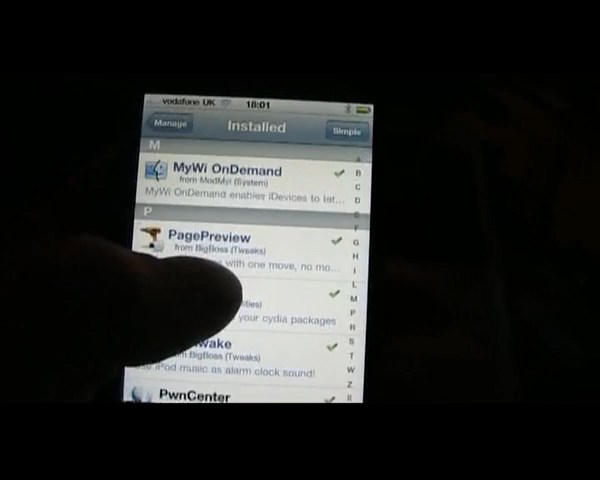 vodafone UK 18:01
Manage Installed Simple
M
MyWi OnDemand
from ModMyi (System)
MyWi OnDemand enables iDevices to int...
P
PagePreview
from BigBoss (Tweaks)
with one move, no mo...
your cydia packages
wake
BigBoss (Tweaks)
iPod music as alarm clock sound!
PwnCenter
A
B
C
D
E
F
G
H
I
L
M
P
R
S
T
W
Z